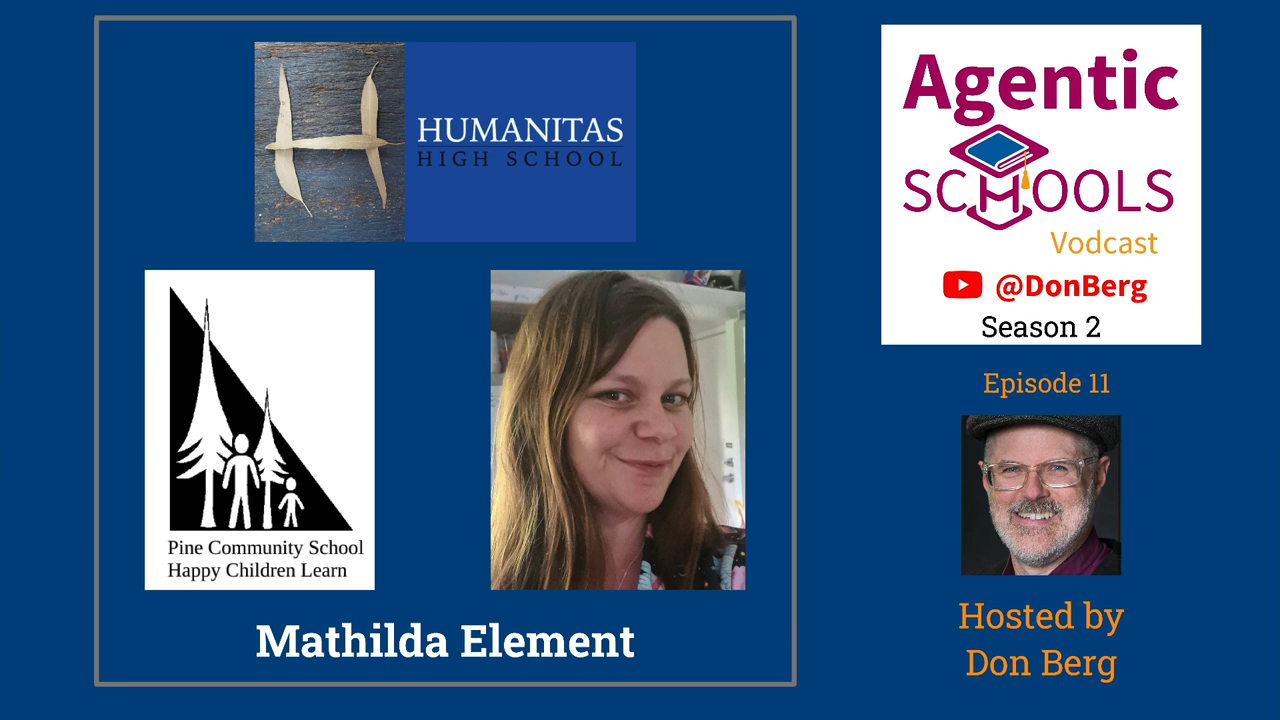 HUMANITAS
HIGH SCHOOL
Pine Community School
Happy Children Learn
Mathilda Element
Agentic
SCHOOLS
Vodcast
@DonBerg
Season 2
Episode 11
Hosted by
Don Berg